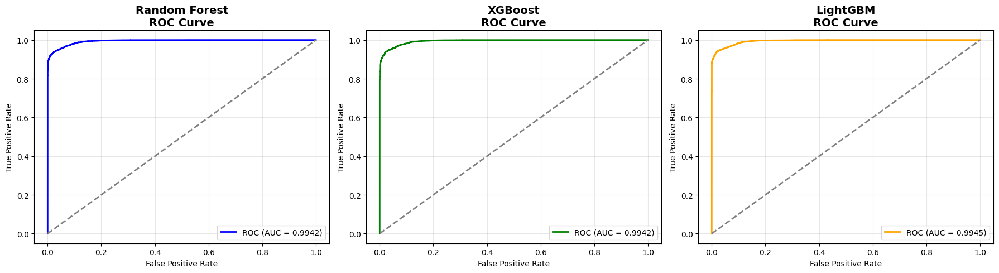 Random Forest
ROC Curve
1.0
0.8
0.6
0.4
0.2
0.0
True Positive Rate
ROC (AUC = 0.9942)
0.0 0.2 0.4 0.6 0.8 1.0
False Positive Rate
XGBoost
ROC Curve
1.0
0.8
0.6
0.4
0.2
0.0
True Positive Rate
ROC (AUC = 0.9942)
0.0 0.2 0.4 0.6 0.8 1.0
False Positive Rate
LightGBM
ROC Curve
1.0
0.8
0.6
0.4
0.2
0.0
True Positive Rate
ROC (AUC = 0.9945)
0.0 0.2 0.4 0.6 0.8 1.0
False Positive Rate